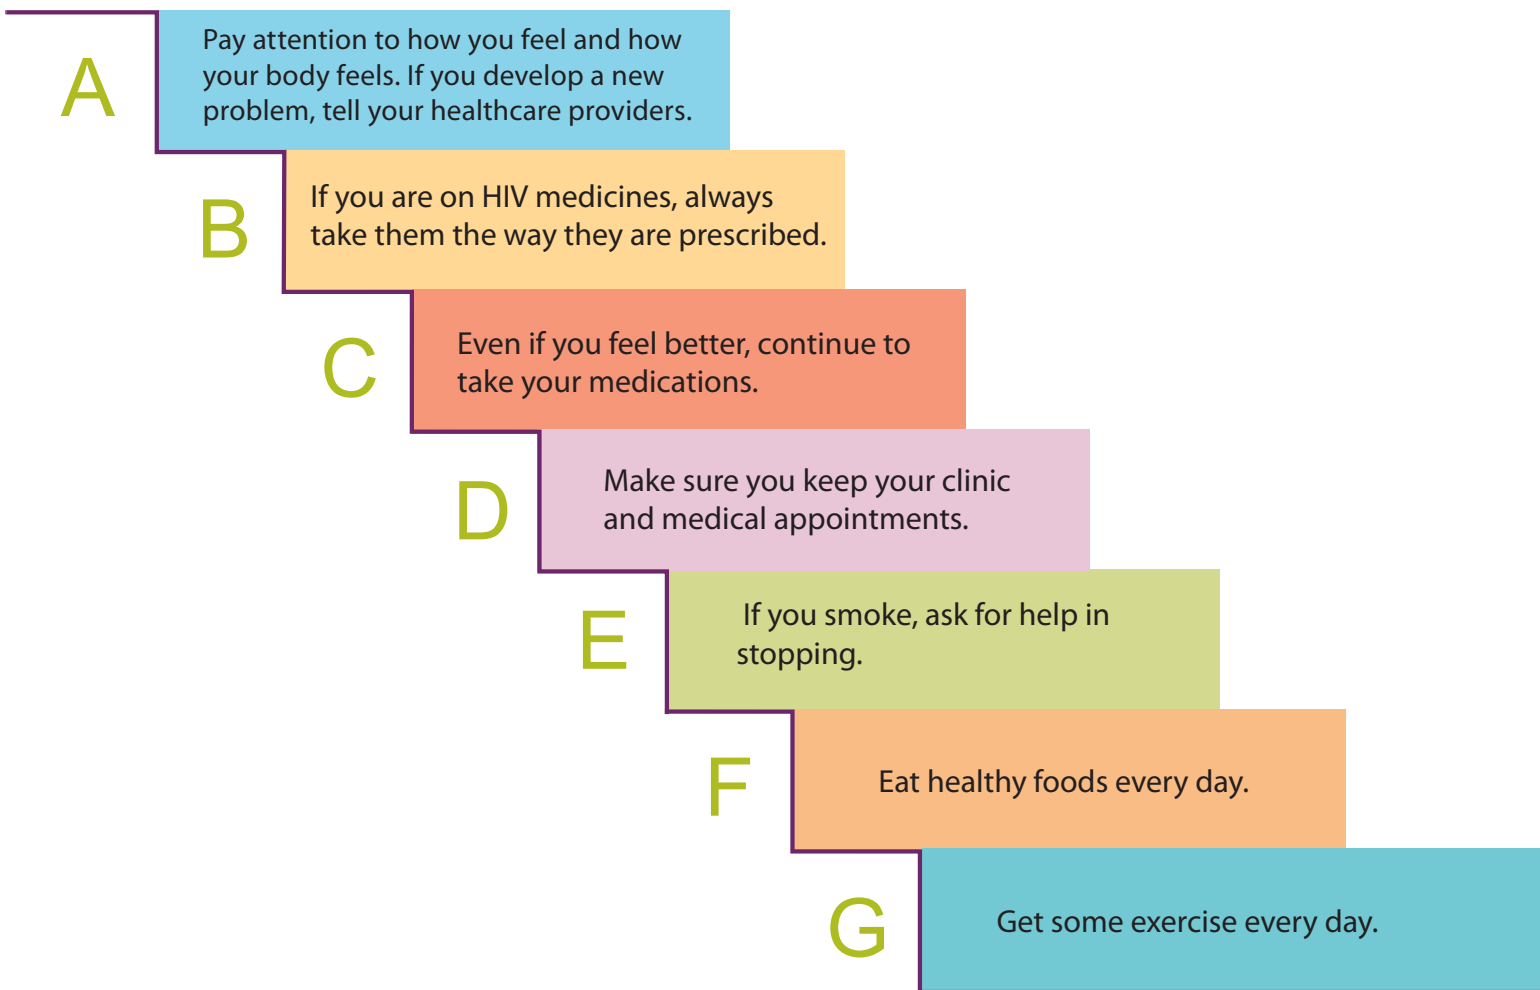 A
Pay attention to how you feel and how
your body feels. If you develop a new
problem, tell your healthcare providers.
B
If you are on HIV medicines, always
take them the way they are prescribed.
C
Even if you feel better, continue to
take your medications.
D
Make sure you keep your clinic
and medical appointments.
E
If you smoke, ask for help in
stopping.
F
Eat healthy foods every day.
G
Get some exercise every day.